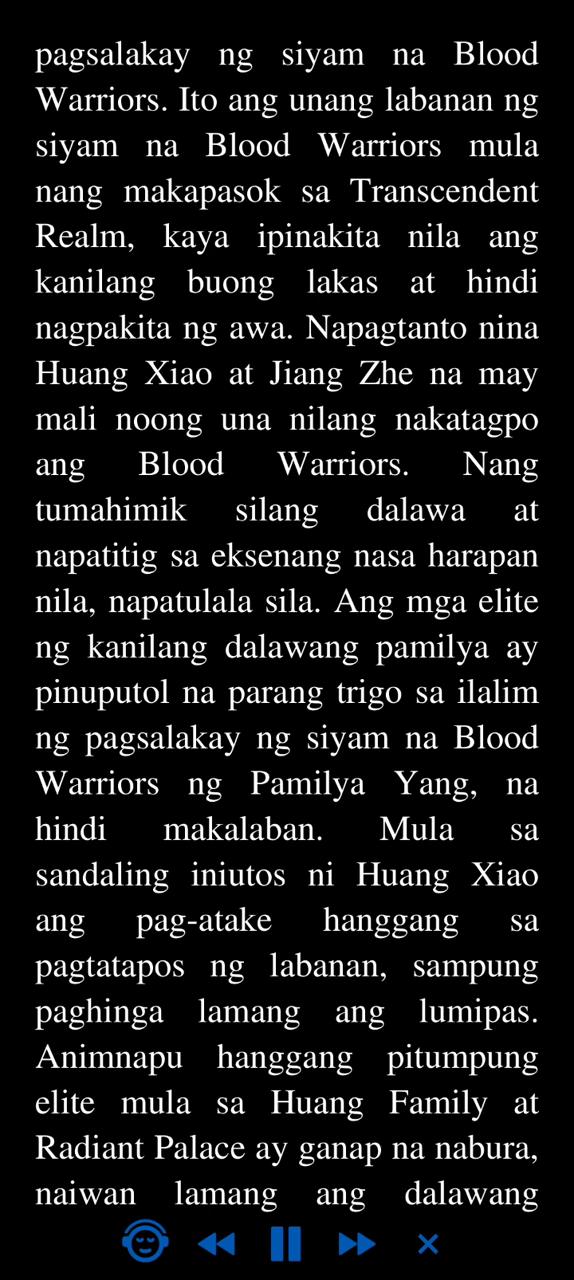 pagsalakay ng siyam na Blood
Warriors. Ito ang unang labanan ng
siyam na Blood Warriors mula
nang makapasok sa Transcendent
Realm, kaya ipinakita nila ang
kanilang buong lakas at hindi
nagpakita ng awa. Napagtanto nina
Huang Xiao at Jiang Zhe na may
mali noong una nilang nakatagpo
ang Blood Warriors. Nang
tumahimik silang dalawa at
napatitig sa eksenang nasa harapan
nila, napatulala sila. Ang mga elite
ng kanilang dalawang pamilya ay
pinuputol na parang trigo sa ilalim
ng pagsalakay ng siyam na Blood
Warriors ng Pamilya Yang, na
hindi makalaban. Mula sa
sandaling iniutos ni Huang Xiao
ang pag-atake hanggang sa
pagtatapos ng labanan, sampung
paghinga lamang ang lumipas.
Animnapu hanggang pitumpung
elite mula sa Huang Family at
Radiant Palace ay ganap na nabura,
naiwan lamang ang dalawang